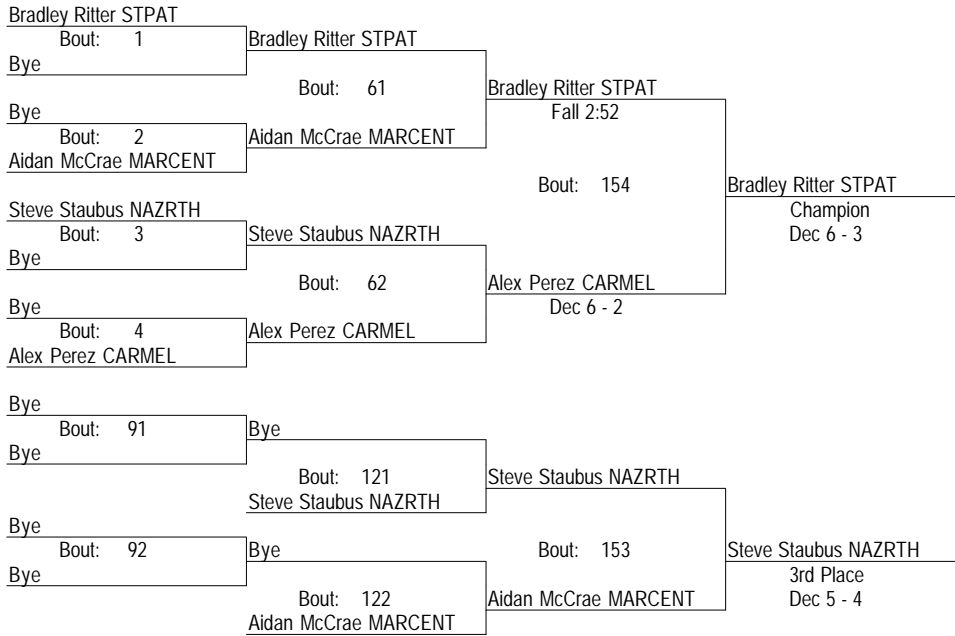 Bradley Ritter STPAT
Bout: 1
Bradley Ritter STPAT
Bye
Bout: 61
Bradley Ritter STPAT
Bye
Fall 2:52
Bout: 2
Aidan McCrae MARCENT
Aidan McCrae MARCENT
Bout: 154
Bradley Ritter STPAT
Steve Staubus NAZRTH
Champion
Bout: 3
Steve Staubus NAZRTH
Dec 6 - 3
Bye
Bout: 62
Alex Perez CARMEL
Bye
Dec 6 - 2
Bout: 4
Alex Perez CARMEL
Alex Perez CARMEL
Bye
Bout: 91
Bye
Bye
Bout: 121
Steve Staubus NAZRTH
Steve Staubus NAZRTH
Bye
Bout: 92
Bye
Bout: 153
Steve Staubus NAZRTH
Bye
3rd Place
Bout: 122
Aidan McCrae MARCENT
Dec 5 - 4
Aidan McCrae MARCENT